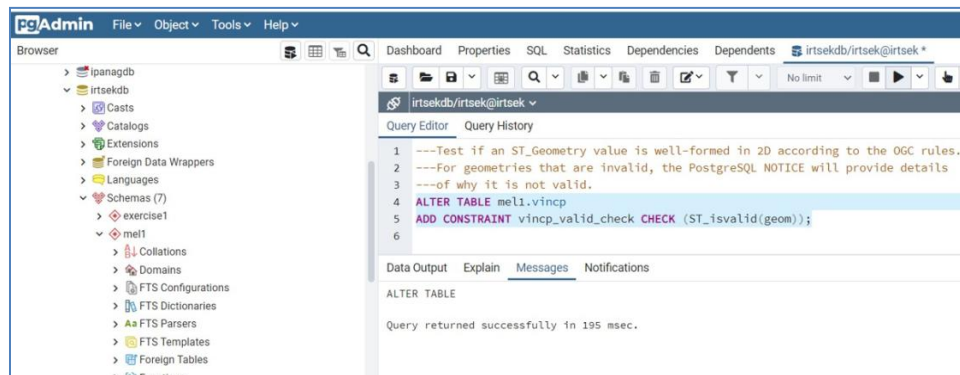 pgAdmin File Object Tools Help
Browser
Dashboard Properties SQL Statistics Dependencies Dependents irtsekdb/irtsek@irtsek *
ipanagdb
irtsekdb
Casts
Catalogs
Extensions
Foreign Data Wrappers
Languages
Schemas (7)
exercise1
mel1
Collations
Domains
FTS Configurations
FTS Dictionaries
FTS Parsers
FTS Templates
Foreign Tables
No limit
irtsekdb/irtsek@irtsek
Query Editor Query History
1 ---Test if an ST_Geometry value is well-formed in 2D according to the OGC rules.
2 ---For geometries that are invalid, the PostgreSQL NOTICE will provide details
3 ---of why it is not valid.
4 ALTER TABLE mel1.vincp
5 ADD CONSTRAINT vincp_valid_check CHECK (ST_isvalid(geom));
6
Data Output Explain Messages Notifications
ALTER TABLE
Query returned successfully in 195 msec.